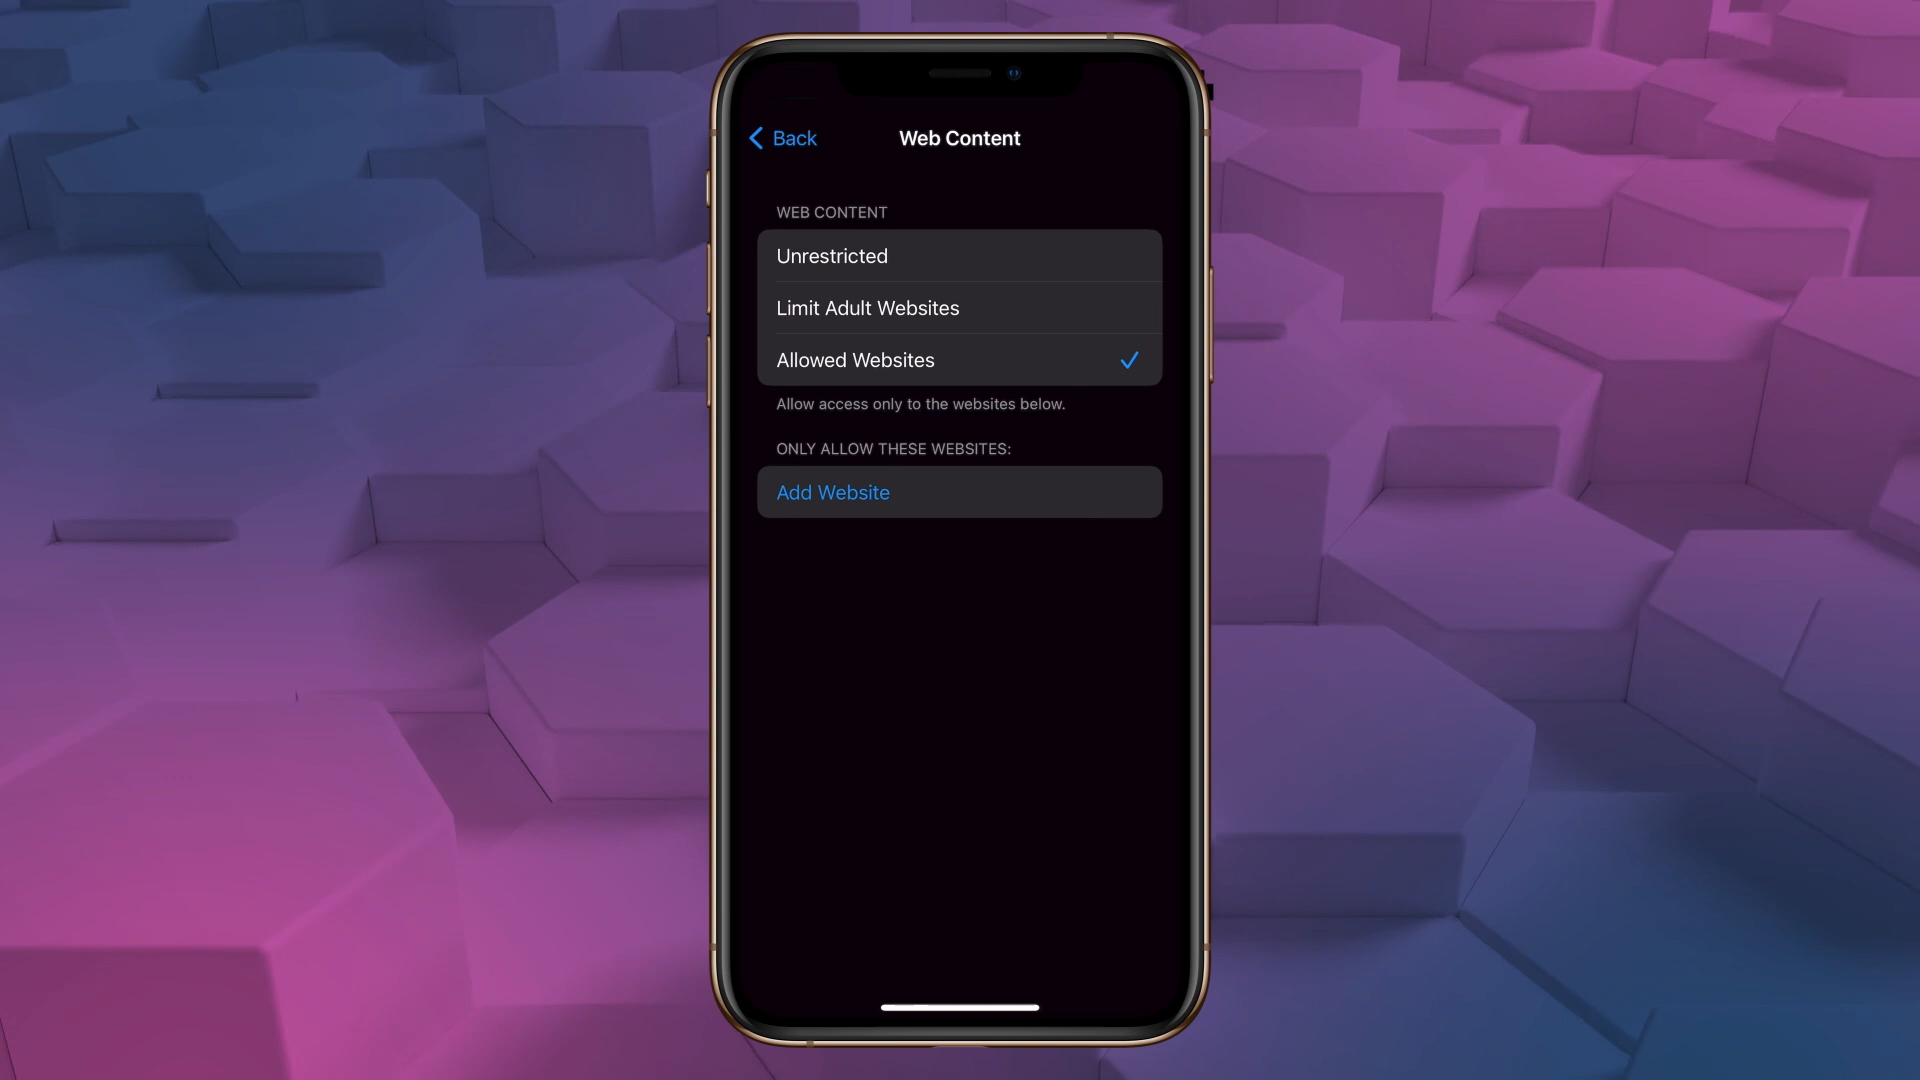 Back
Web Content
WEB CONTENT
Unrestricted
Limit Adult Websites
Allowed Websites
Allow access only to the websites below.
ONLY ALLOW THESE WEBSITES:
Add Website